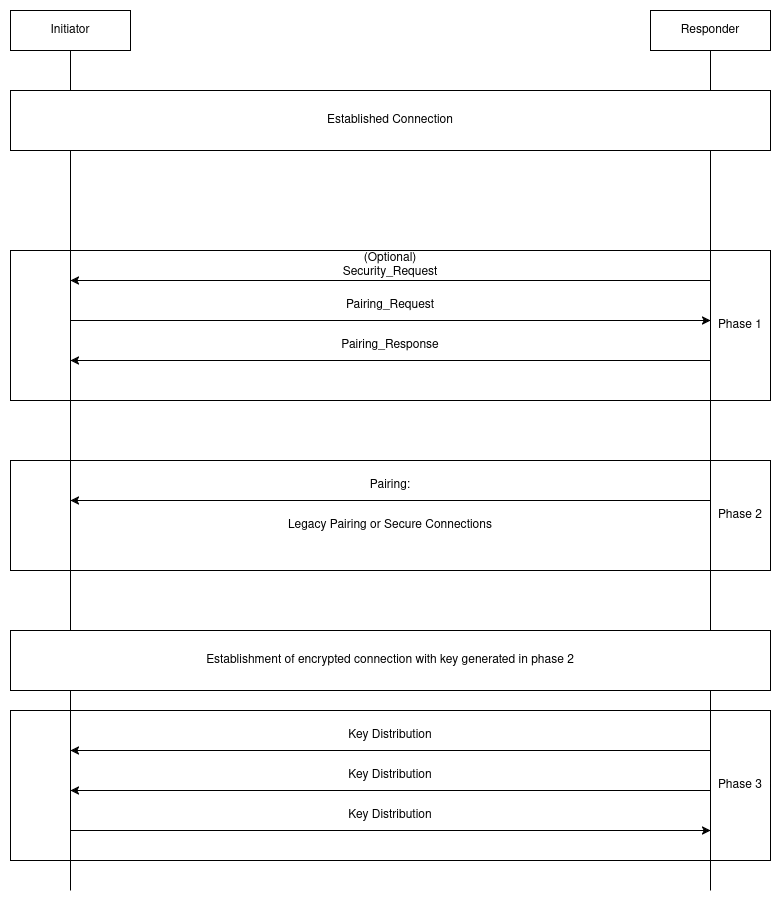 Initiator
Responder
Established Connection
(Optional)
Security_Request
Pairing_Request
Phase 1
Pairing_Response
Pairing:
Phase 2
Legacy Pairing or Secure Connections
Establishment of encrypted connection with key generated in phase 2
Key Distribution
Key Distribution
Phase 3
Key Distribution